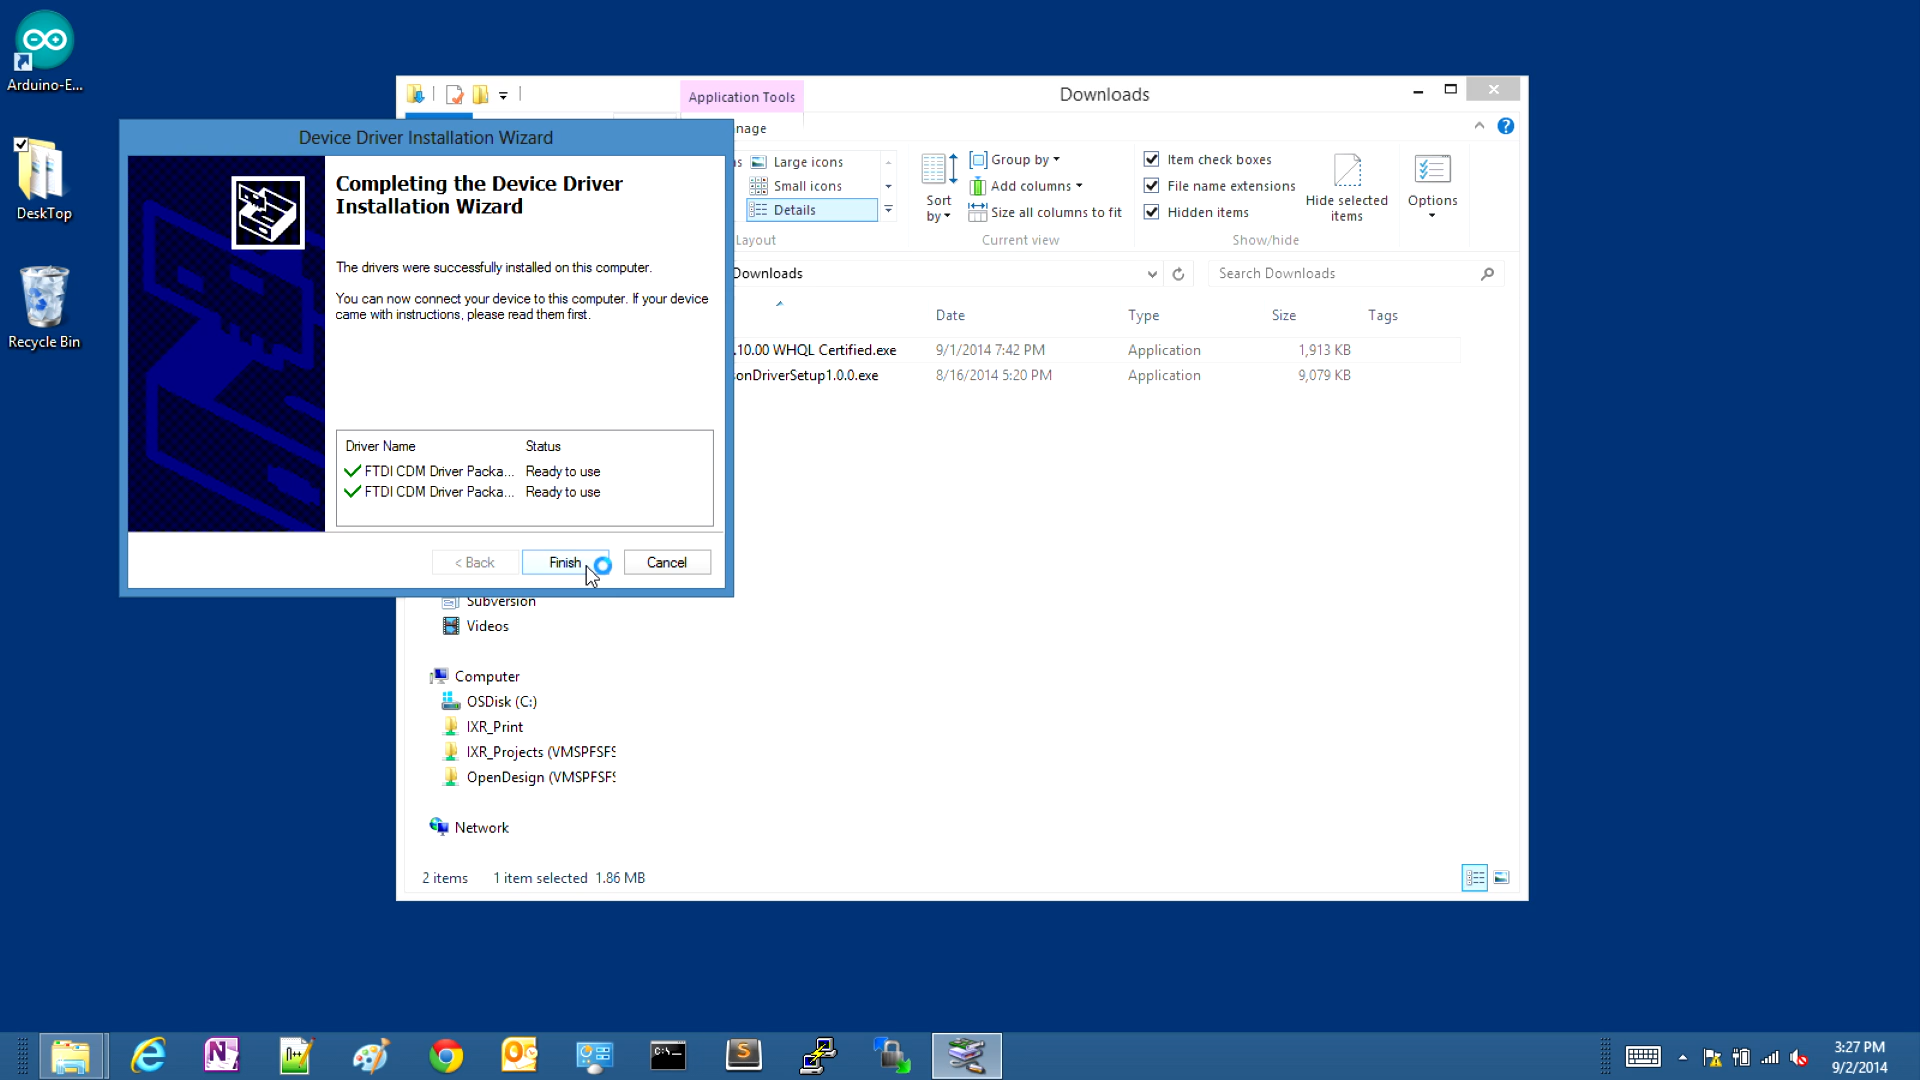 Arduino-E...
DeskTop
Recycle Bin
Application Tools
Downloads
nage
Device Driver Installation Wizard
Completing the Device Driver
Installation Wizard
The drivers were successfully installed on this computer.
You can now connect your device to this computer. If your device
came with instructions, please read them first.
Driver Name Status
FTDI CDM Driver Packa... Ready to use
FTDI CDM Driver Packa... Ready to use
< Back Finish Cancel
Large icons
Small icons
Details
Layout
Sort
by
Group by
Add columns
Size all columns to fit
Current view
Item check boxes
File name extensions
Hidden items
Hide selected
items
Show/hide
Options
Downloads
Search Downloads
Date Type Size Tags
.10.00 WHQL Certified.exe 9/1/2014 7:42 PM Application 1,913 KB
sonDriverSetup1.0.0.exe 8/16/2014 5:20 PM Application 9,079 KB
Subversion
Videos
Computer
OSDisk (C:)
IXR_Print
IXR_Projects (VMSPFSFS
OpenDesign (VMSPFSFS
Network
2 items 1 item selected 1.86 MB
3:27 PM
9/2/2014